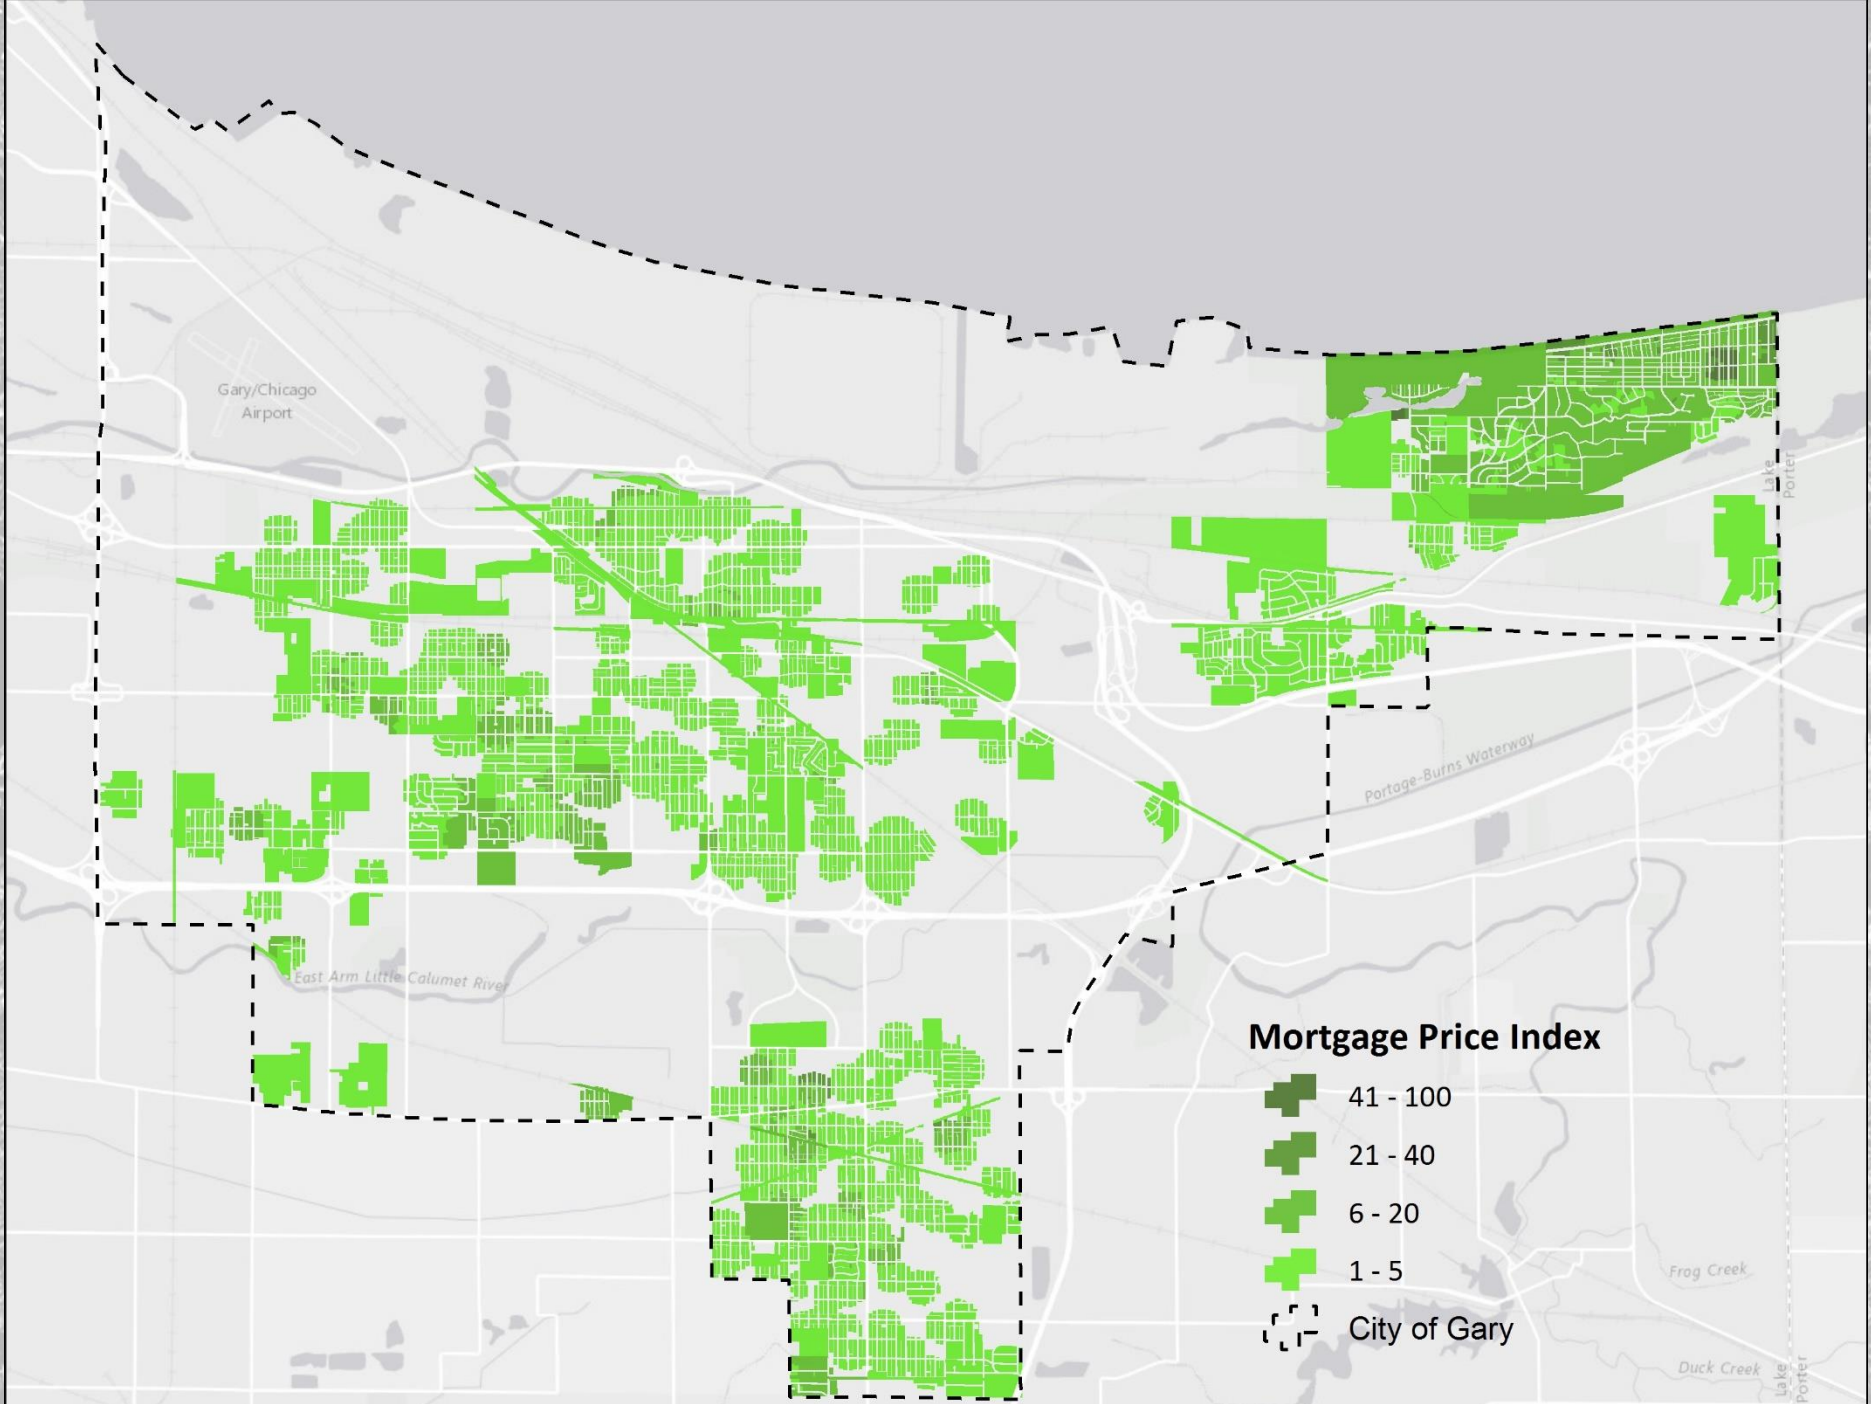 Gary/Chicago
Airport
Lake
Porter
Portage-Burns Waterway
East Arm Little Calumet River
Mortgage Price Index
41 - 100
21 - 40
6 - 20
1 - 5
City of Gary
Frog Creek
Duck Creek
Lake
Porter